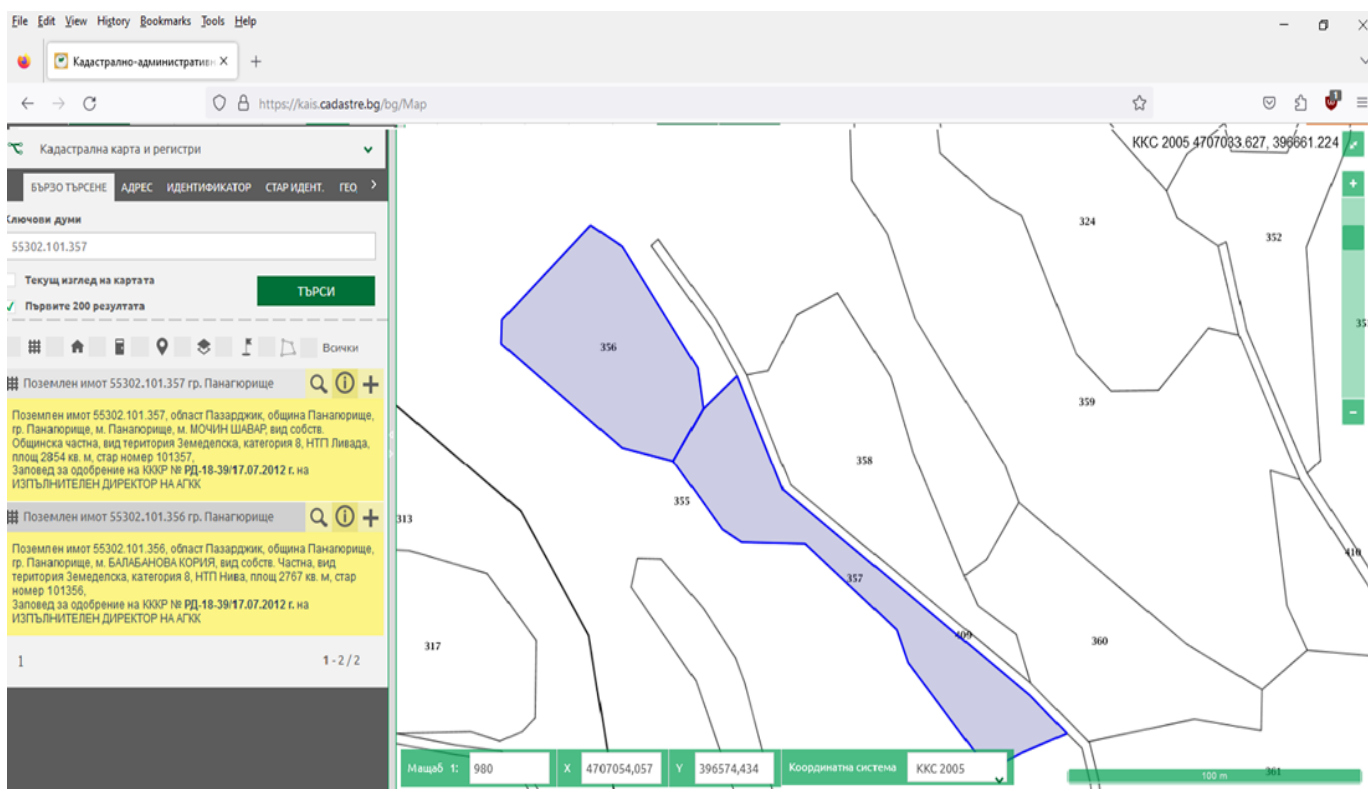 File Edit View History Bookmarks Tools Help
Кадастрално-административн
https://kais.cadastre.bg/bg/Map
1
Кадастрална карта и регистри
БЪРЗО ТЪРСЕНЕ АДРЕС ИДЕНТИФИКАТОР СТАР ИДЕНТ. ГЕО
Ключови думи
55302.101.357
Текущ изглед на картата
Първите 200 резултата
ТЪРСИ
Всички
Поземлен имот 55302.101.357 гр. Панагюрище
Поземлен имот 55302.101.357, област Пазарджик, община Панагюрище,
гр. Панагюрище, м. Панагюрище, м. МОЧИН ШАВАР, вид собств.
Общинска частна, вид територия Земеделска, категория 8, НТП Ливада,
площ 2854 кв. м, стар номер 101357,
Заповед за одобрение на КККР № РД-18-39/17.07.2012 г. на
ИЗПЪЛНИТЕЛЕН ДИРЕКТОР НА АГКК
Поземлен имот 55302.101.356 гр. Панагюрище
Поземлен имот 55302.101.356, област Пазарджик, община Панагюрище,
гр. Панагюрище, м. БАЛАБАНОВА КОРИЯ, вид собств. Частна, вид
територия Земеделска, категория 8, НТП Нива, площ 2767 кв. м, стар
номер 101356,
Заповед за одобрение на КККР № РД-18-39/17.07.2012 г. на
ИЗПЪЛНИТЕЛЕН ДИРЕКТОР НА АГКК
1
1 - 2 / 2
ККС 2005 4707033.627, 396661.224
324
352
356
359
358
355
313
410
357
409
360
317
361
Мащаб 1: 980 X 4707054,057 Y 396574,434 Координатна система ККС 2005
100 m